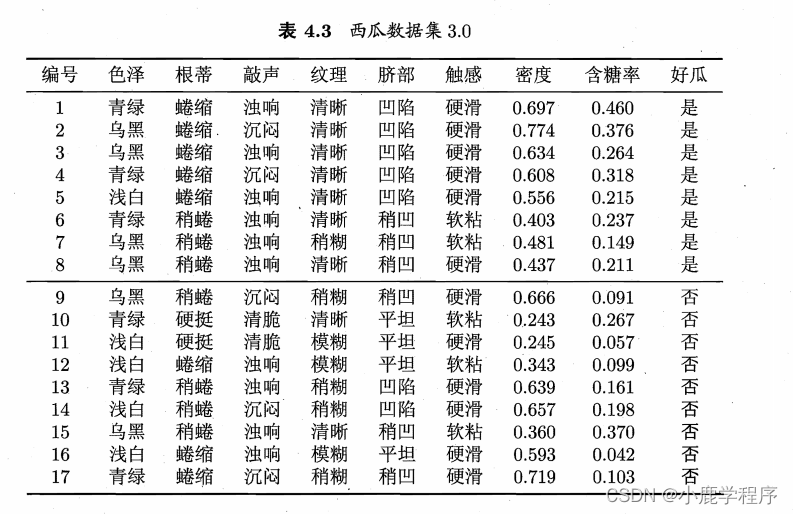 表 4.3 西瓜数据集 3.0
编号 色泽 根蒂 敲声 纹理 脐部 触感 密度 含糖率 好瓜
1 青绿 蜷缩 浊响 清晰 凹陷 硬滑 0.697 0.460 是
2 乌黑 蜷缩 沉闷 清晰 凹陷 硬滑 0.774 0.376 是
3 乌黑 蜷缩 浊响 清晰 凹陷 硬滑 0.634 0.264 是
4 青绿 蜷缩 沉闷 清晰 凹陷 硬滑 0.608 0.318 是
5 浅白 蜷缩 浊响 清晰 凹陷 硬滑 0.556 0.215 是
6 青绿 稍蜷 浊响 清晰 稍凹 软粘 0.403 0.237 是
7 乌黑 稍蜷 浊响 稍糊 稍凹 软粘 0.481 0.149 是
8 乌黑 稍蜷 浊响 清晰 稍凹 硬滑 0.437 0.211 是
9 乌黑 稍蜷 沉闷 稍糊 稍凹 硬滑 0.666 0.091 否
10 青绿 硬挺 清脆 清晰 平坦 软粘 0.243 0.267 否
11 浅白 硬挺 清脆 模糊 平坦 硬滑 0.245 0.057 否
12 浅白 蜷缩 浊响 模糊 平坦 软粘 0.343 0.099 否
13 青绿 稍蜷 浊响 稍糊 凹陷 硬滑 0.639 0.161 否
14 浅白 稍蜷 沉闷 稍糊 凹陷 硬滑 0.657 0.198 否
15 乌黑 稍蜷 浊响 清晰 稍凹 软粘 0.360 0.370 否
16 浅白 蜷缩 浊响 模糊 平坦 硬滑 0.593 0.042 否
17 青绿 蜷缩 沉闷 稍糊 稍凹 硬滑 0.719 0.103 否
CSDN @小鹿学程序